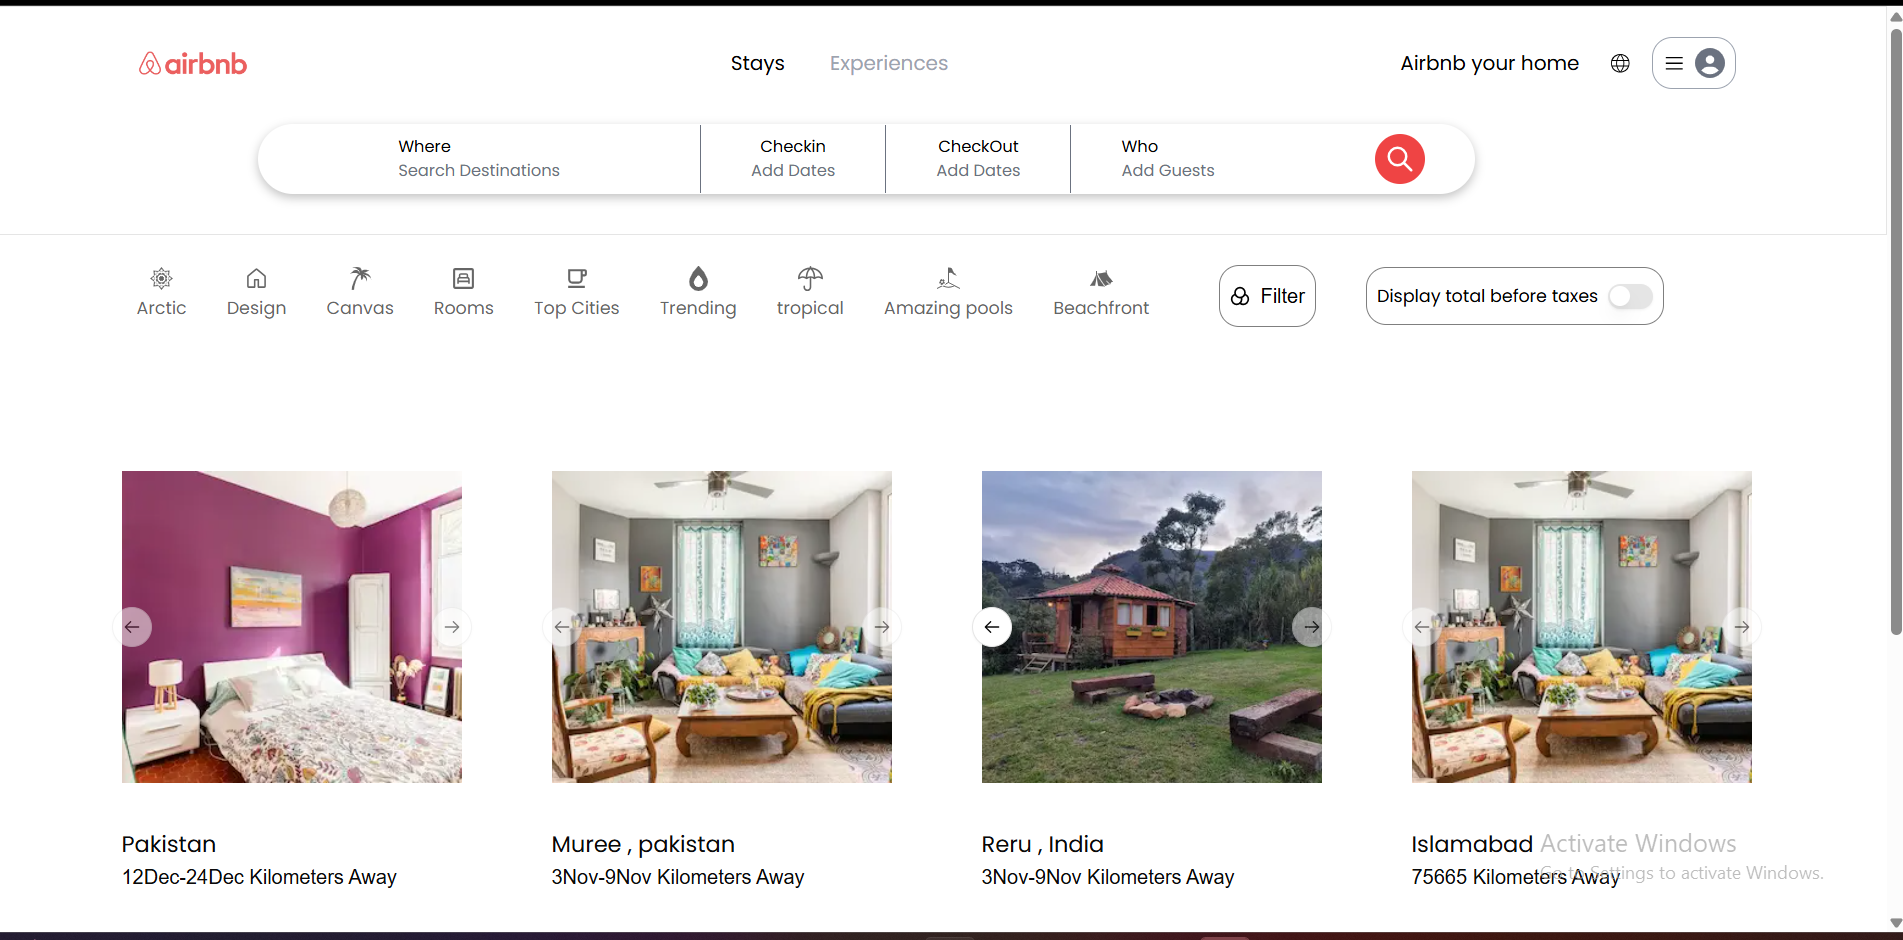 airbnb
Stays
Experiences
Airbnb your home
Where
Search Destinations
Checkin
Add Dates
CheckOut
Add Dates
Who
Add Guests
Arctic
Design
Canvas
Rooms
Top Cities
Trending
tropical
Amazing pools
Beachfront
Filter
Display total before taxes
Pakistan
12Dec-24Dec Kilometers Away
Muree , pakistan
3Nov-9Nov Kilometers Away
Reru , India
3Nov-9Nov Kilometers Away
Islamabad
75665 Kilometers Away
Activate Windows
Go to Settings to activate Windows.